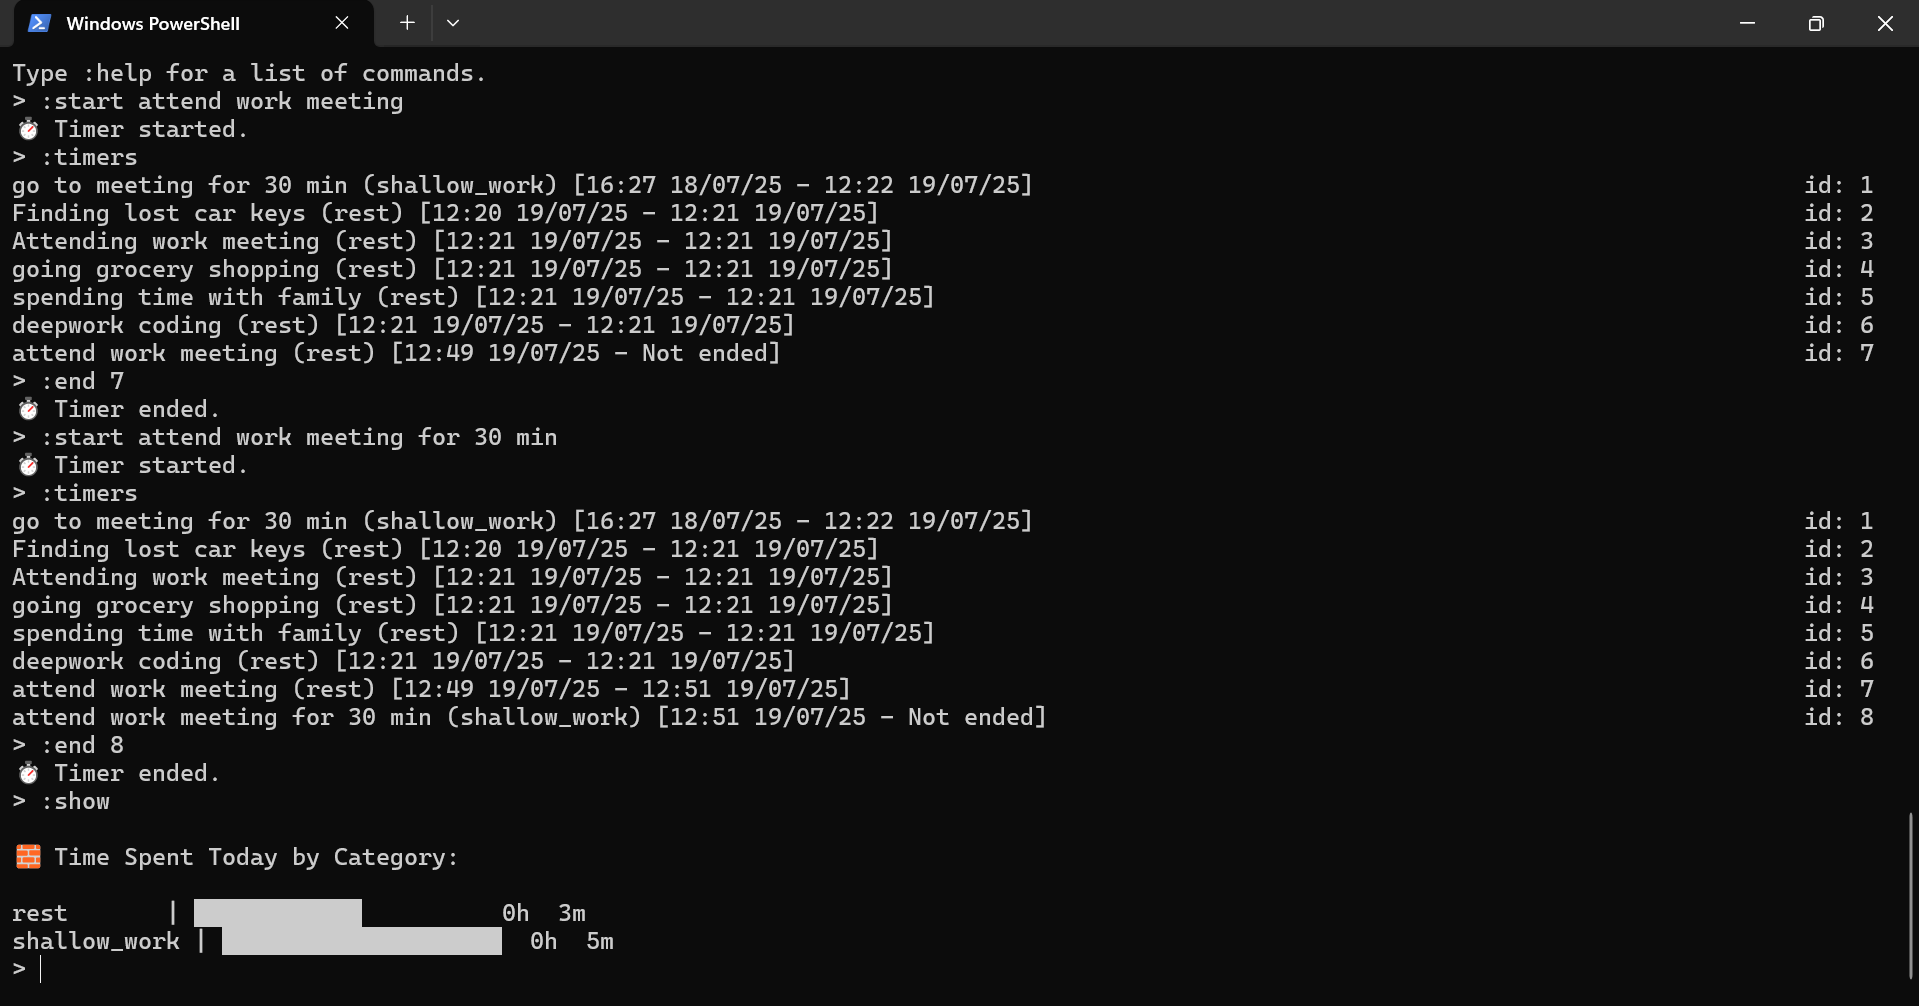 Windows PowerShell
Type :help for a list of commands.
> :start attend work meeting
⏱ Timer started.
> :timers
go to meeting for 30 min (shallow_work) [16:27 18/07/25 - 12:22 19/07/25] id: 1
Finding lost car keys (rest) [12:20 19/07/25 - 12:21 19/07/25] id: 2
Attending work meeting (rest) [12:21 19/07/25 - 12:21 19/07/25] id: 3
going grocery shopping (rest) [12:21 19/07/25 - 12:21 19/07/25] id: 4
spending time with family (rest) [12:21 19/07/25 - 12:21 19/07/25] id: 5
deepwork coding (rest) [12:21 19/07/25 - 12:21 19/07/25] id: 6
attend work meeting (rest) [12:49 19/07/25 - Not ended] id: 7
> :end 7
⏱ Timer ended.
> :start attend work meeting for 30 min
⏱ Timer started.
> :timers
go to meeting for 30 min (shallow_work) [16:27 18/07/25 - 12:22 19/07/25] id: 1
Finding lost car keys (rest) [12:20 19/07/25 - 12:21 19/07/25] id: 2
Attending work meeting (rest) [12:21 19/07/25 - 12:21 19/07/25] id: 3
going grocery shopping (rest) [12:21 19/07/25 - 12:21 19/07/25] id: 4
spending time with family (rest) [12:21 19/07/25 - 12:21 19/07/25] id: 5
deepwork coding (rest) [12:21 19/07/25 - 12:21 19/07/25] id: 6
attend work meeting (rest) [12:49 19/07/25 - 12:51 19/07/25] id: 7
attend work meeting for 30 min (shallow_work) [12:51 19/07/25 - Not ended] id: 8
> :end 8
⏱ Timer ended.
> :show
🧱 Time Spent Today by Category:
rest | 0h 3m
shallow_work | 0h 5m
>